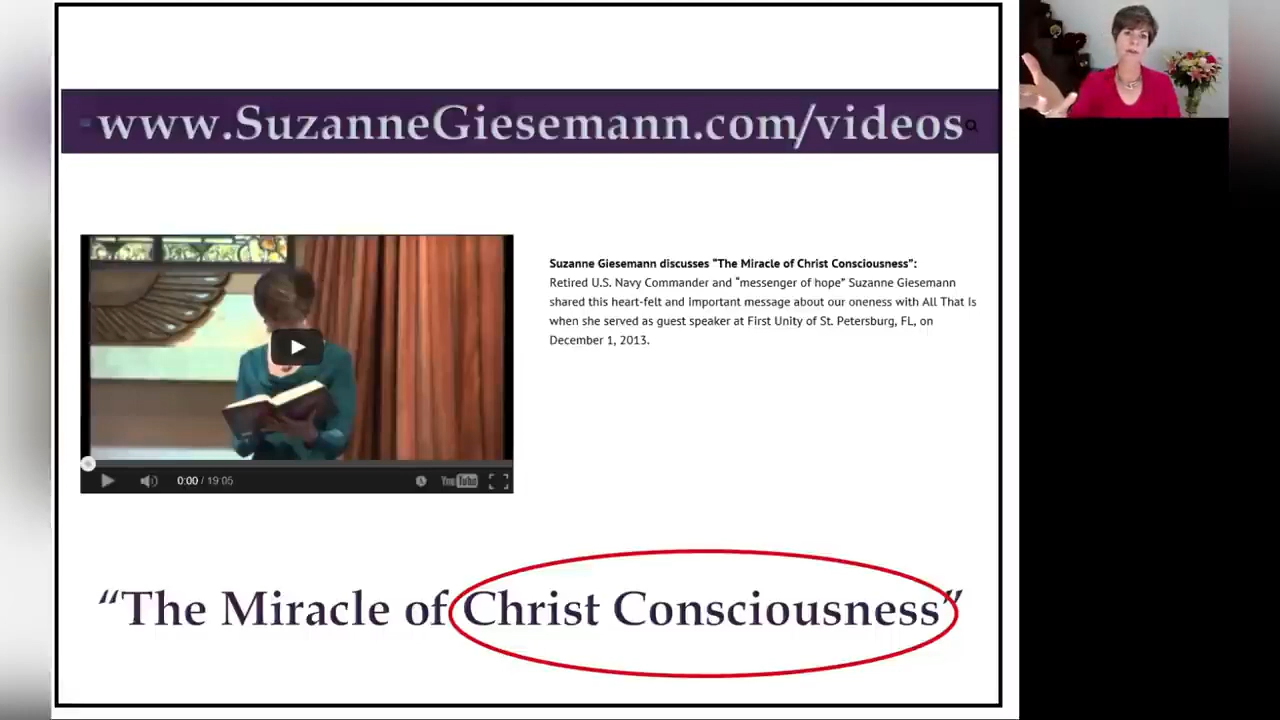 www.SuzanneGiesemann.com/videos
Suzanne Giesemann discusses "The Miracle of Christ Consciousness":
Retired U.S. Navy Commander and "messenger of hope" Suzanne Giesemann
shared this heart-felt and important message about our oneness with All That Is
when she served as guest speaker at First Unity of St. Petersburg, FL, on
December 1, 2013.
0:00 / 19:05
YouTube
“The Miracle of Christ Consciousness”